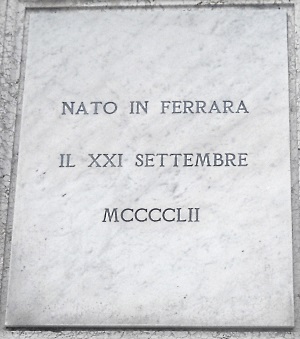 NATO IN FERRARA
IL XXI SETTEMBRE
MCCCCLII